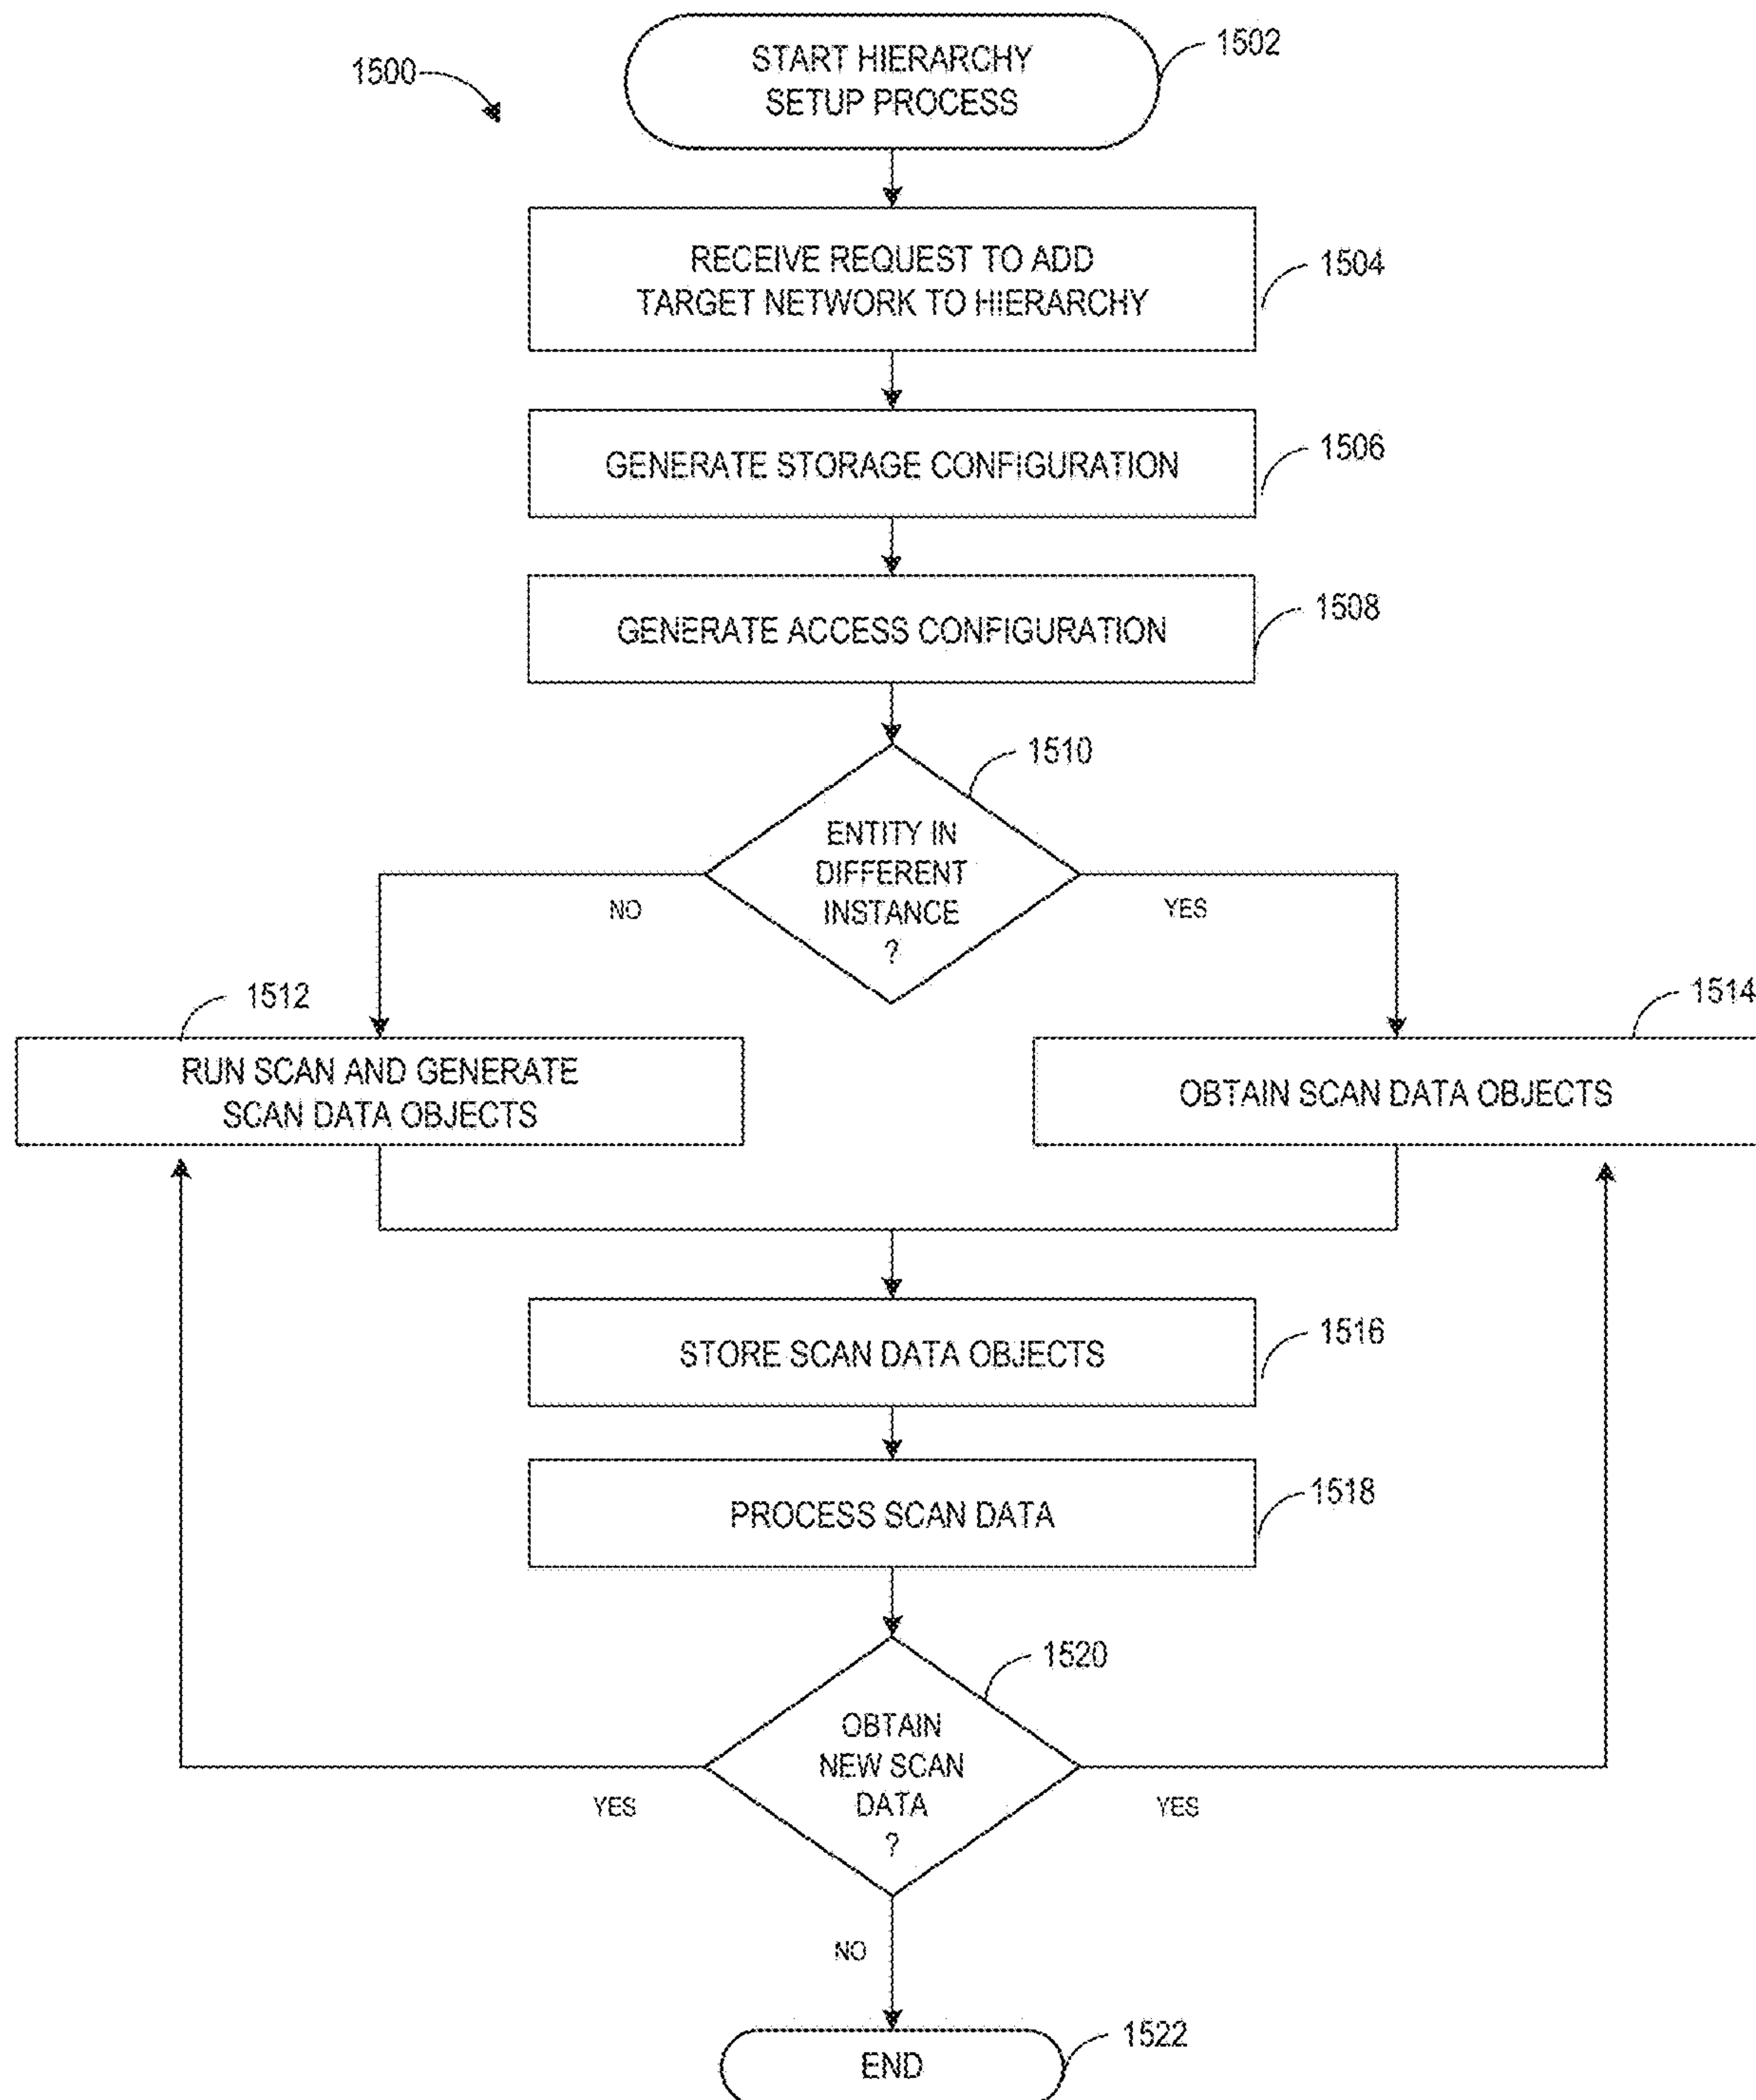 1500
START HIERARCHY
SETUP PROCESS
1502
RECEIVE REQUEST TO ADD
TARGET NETWORK TO HIERARCHY
1504
GENERATE STORAGE CONFIGURATION
1506
GENERATE ACCESS CONFIGURATION
1508
1510
ENTITY IN
DIFFERENT
INSTANCE
?
NO
YES
1512
RUN SCAN AND GENERATE
SCAN DATA OBJECTS
1514
OBTAIN SCAN DATA OBJECTS
STORE SCAN DATA OBJECTS
1516
PROCESS SCAN DATA
1518
1520
OBTAIN
NEW SCAN
DATA
?
YES
YES
NO
END
1522